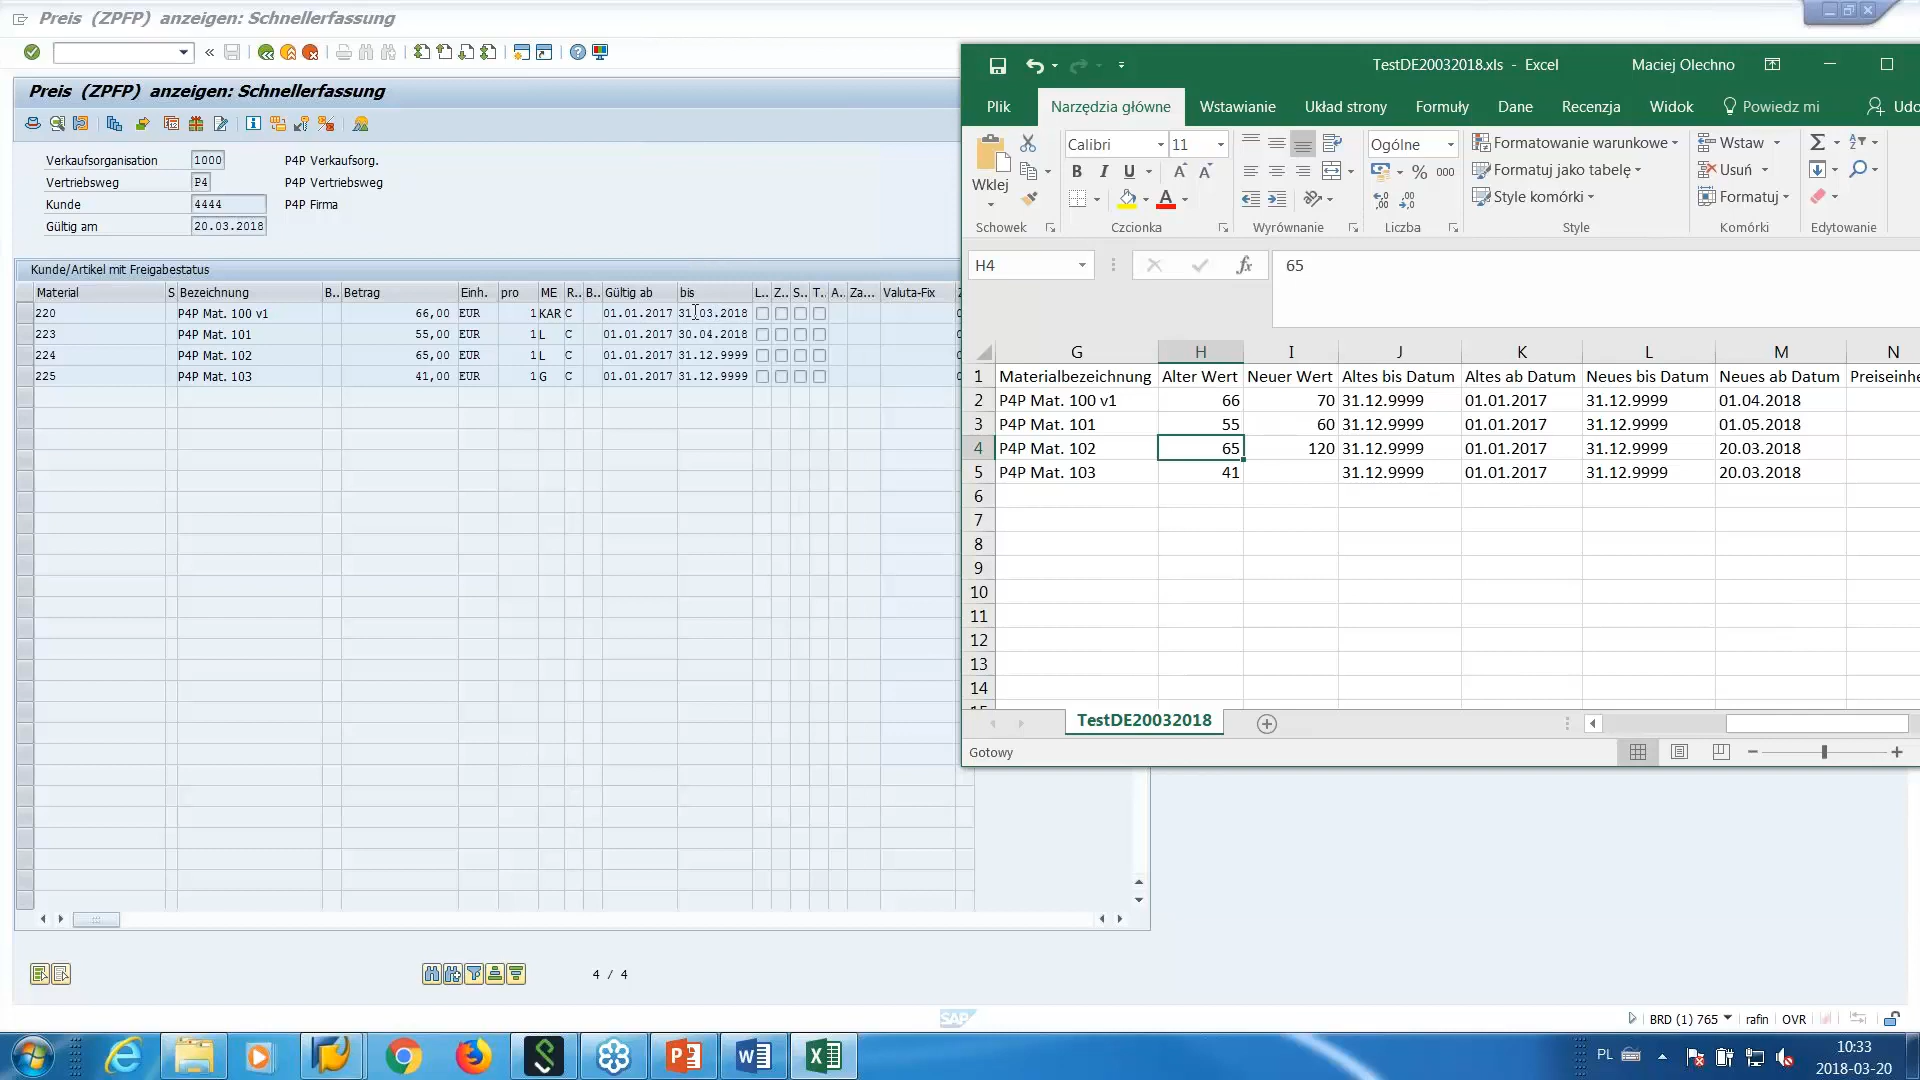 Preis (ZPFP) anzeigen: Schnellerfassung
Preis (ZPFP) anzeigen: Schnellerfassung
Verkaufsorganisation 1000 P4P Verkaufsorg.
Vertriebsweg P4 P4P Vertriebsweg
Kunde 4444 P4P Firma
Gültig am 20.03.2018
Kunde/Artikel mit Freigabestatus
Material S Bezeichnung B.. Betrag Einh. pro ME R.. B.. Gültig ab bis L.. Z.. S.. T.. A.. Za... Valuta-Fix
220 P4P Mat. 100 v1 66,00 EUR 1 KAR C 01.01.2017 31.03.2018
223 P4P Mat. 101 55,00 EUR 1 L C 01.01.2017 30.04.2018
224 P4P Mat. 102 65,00 EUR 1 L C 01.01.2017 31.12.9999
225 P4P Mat. 103 41,00 EUR 1 G C 01.01.2017 31.12.9999
4 / 4
TestDE20032018.xls - Excel Maciej Olechno
Plik Narzędzia główne Wstawianie Układ strony Formuły Dane Recenzja Widok Powiedz mi Udo
Wklej
Calibri 11
B I U
Ogólne
% 000
Formatowanie warunkowe
Formatuj jako tabelę
Style komórki
Wstaw
Usuń
Formatuj
Schowek Czcionka Wyrównanie Liczba Style Komórki Edytowanie
H4 fx 65
G H I J K L M N
1 Materialbezeichnung Alter Wert Neuer Wert Altes bis Datum Altes ab Datum Neues bis Datum Neues ab Datum Preiseinhe
2 P4P Mat. 100 v1 66 70 31.12.9999 01.01.2017 31.12.9999 01.04.2018
3 P4P Mat. 101 55 60 31.12.9999 01.01.2017 31.12.9999 01.05.2018
4 P4P Mat. 102 65 120 31.12.9999 01.01.2017 31.12.9999 20.03.2018
5 P4P Mat. 103 41 31.12.9999 01.01.2017 31.12.9999 20.03.2018
6
7
8
9
10
11
12
13
14
TestDE20032018
Gotowy
SAP
BRD (1) 765 rafin OVR
PL
10:33
2018-03-20